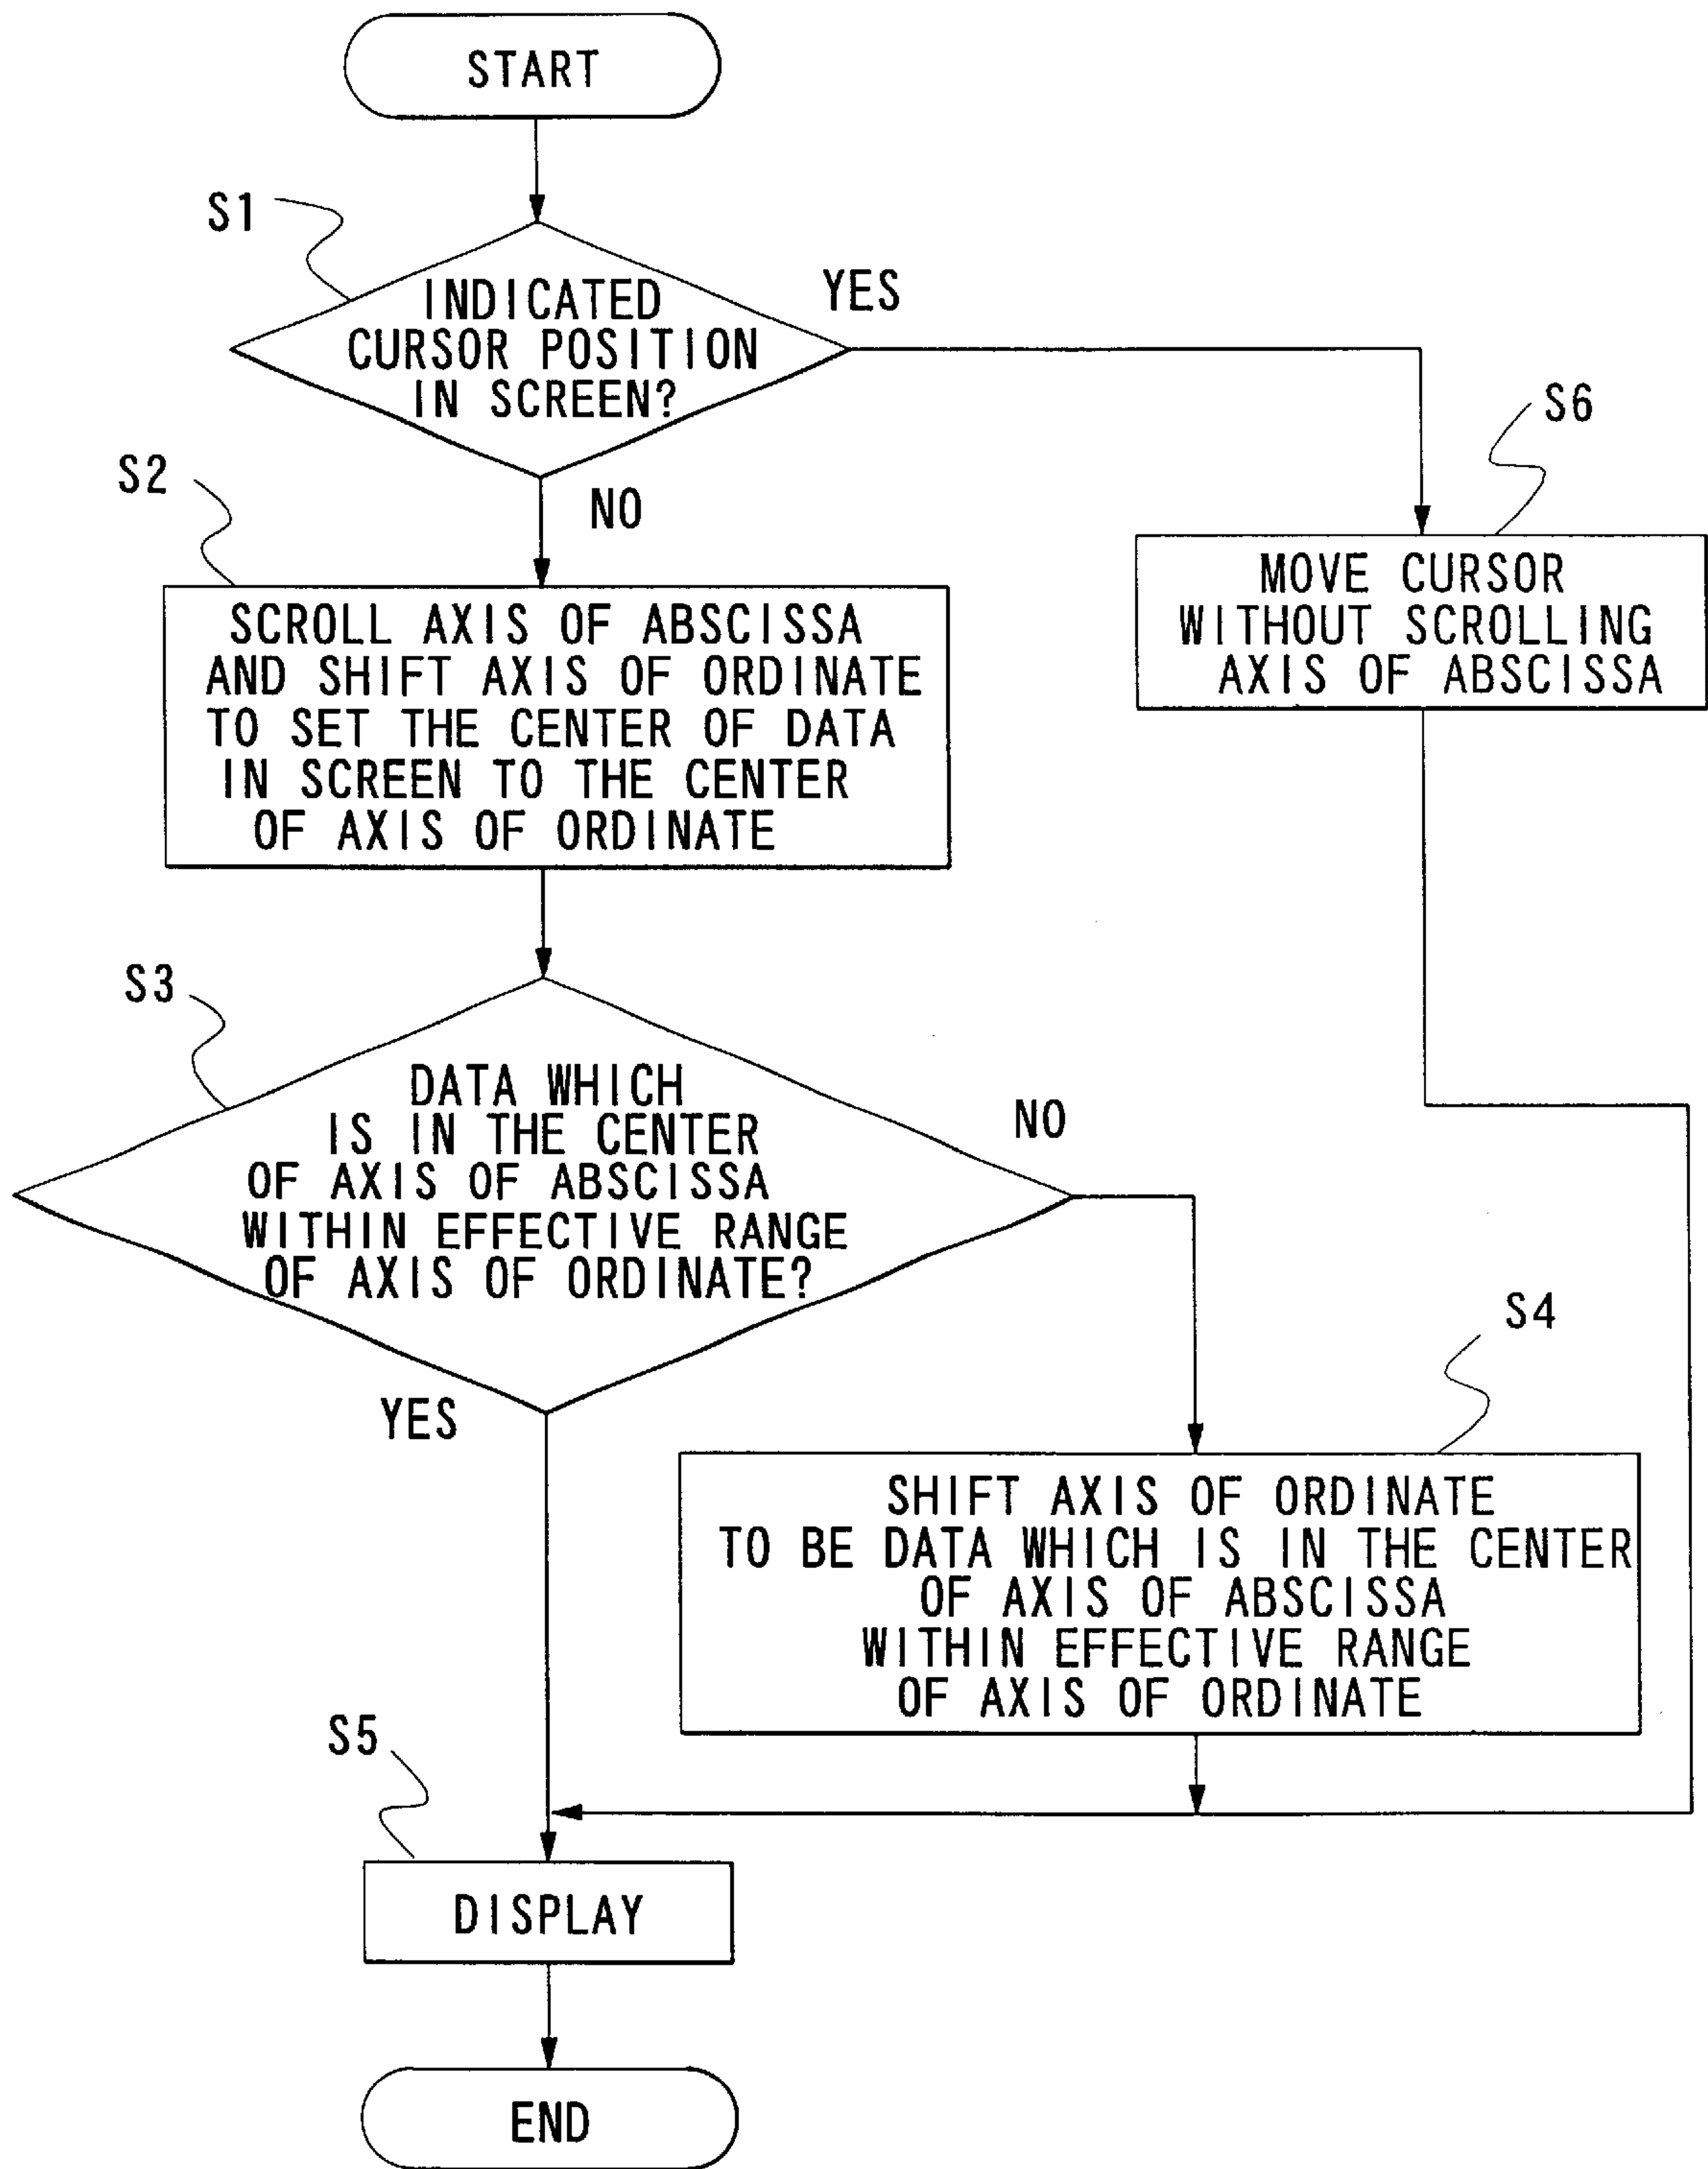 START
S1
INDICATED
CURSOR POSITION
IN SCREEN?
YES
NO
S6
MOVE CURSOR
WITHOUT SCROLLING
AXIS OF ABSCISSA
S2
SCROLL AXIS OF ABSCISSA
AND SHIFT AXIS OF ORDINATE
TO SET THE CENTER OF DATA
IN SCREEN TO THE CENTER
OF AXIS OF ORDINATE
S3
DATA WHICH
IS IN THE CENTER
OF AXIS OF ABSCISSA
WITHIN EFFECTIVE RANGE
OF AXIS OF ORDINATE?
NO
YES
S4
SHIFT AXIS OF ORDINATE
TO BE DATA WHICH IS IN THE CENTER
OF AXIS OF ABSCISSA
WITHIN EFFECTIVE RANGE
OF AXIS OF ORDINATE
S5
DISPLAY
END